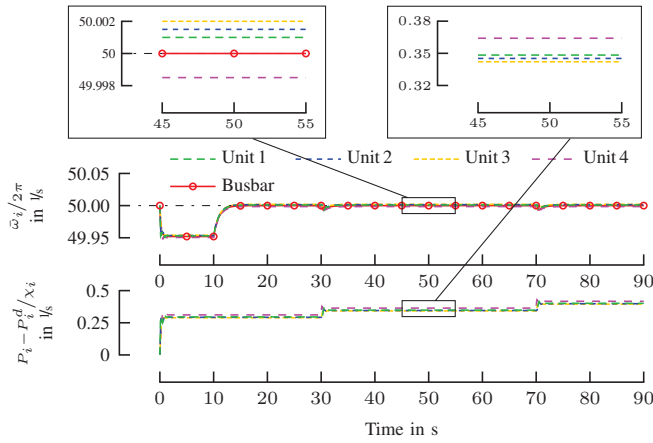 50.002
50
49.998
45 50 55
0.38
0.35
0.32
45 50 55
Unit 1 Unit 2 Unit 3 Unit 4
Busbar
ω̄ᵢ/2π
in 1/s
50.05
50.00
49.95
0 10 20 30 40 50 60 70 80 90
Pᵢ−Pᵢᵈ/χᵢ
in 1/s
0.5
0.25
0
0 10 20 30 40 50 60 70 80 90
Time in s